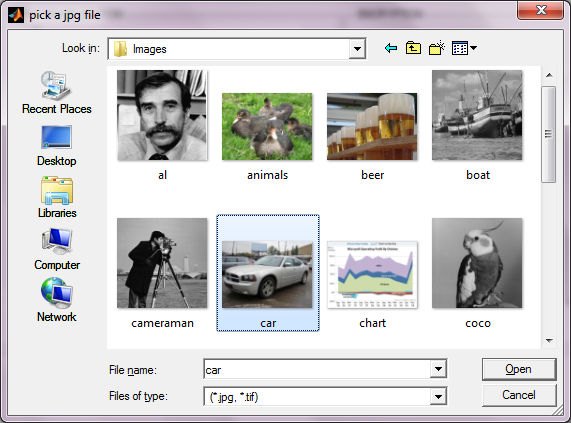 pick a jpg file
Look in: Images
Recent Places
Desktop
Libraries
Computer
Network
al
animals
beer
boat
cameraman
car
chart
coco
File name: car
Files of type: (*.jpg, *.tif)
Open
Cancel